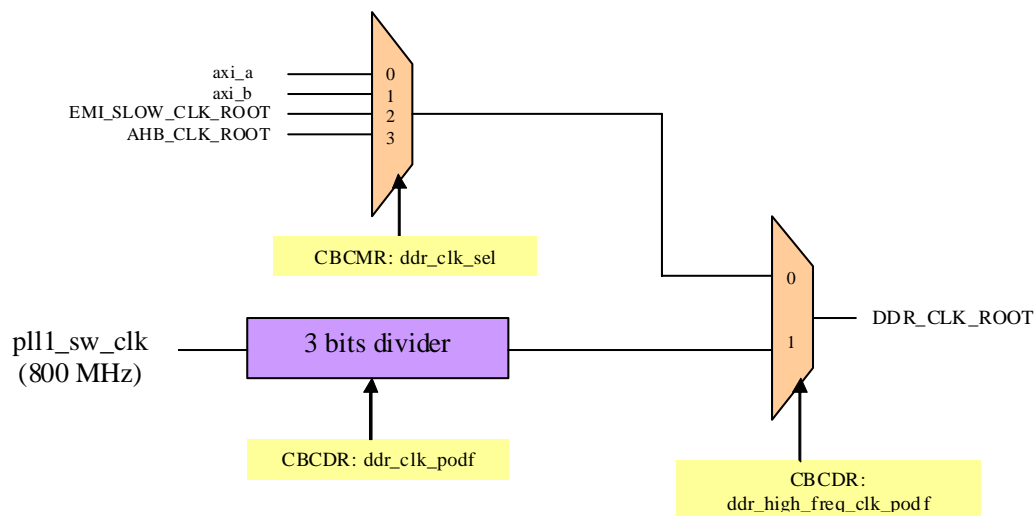 axi_a
axi_b
EMI_SLOW_CLK_ROOT
AHB_CLK_ROOT
0
1
2
3
CBCMR: ddr_clk_sel
pll1_sw_clk
(800 MHz)
3 bits divider
CBCDR: ddr_clk_podf
0
1
DDR_CLK_ROOT
CBCDR:
ddr_high_freq_clk_podf